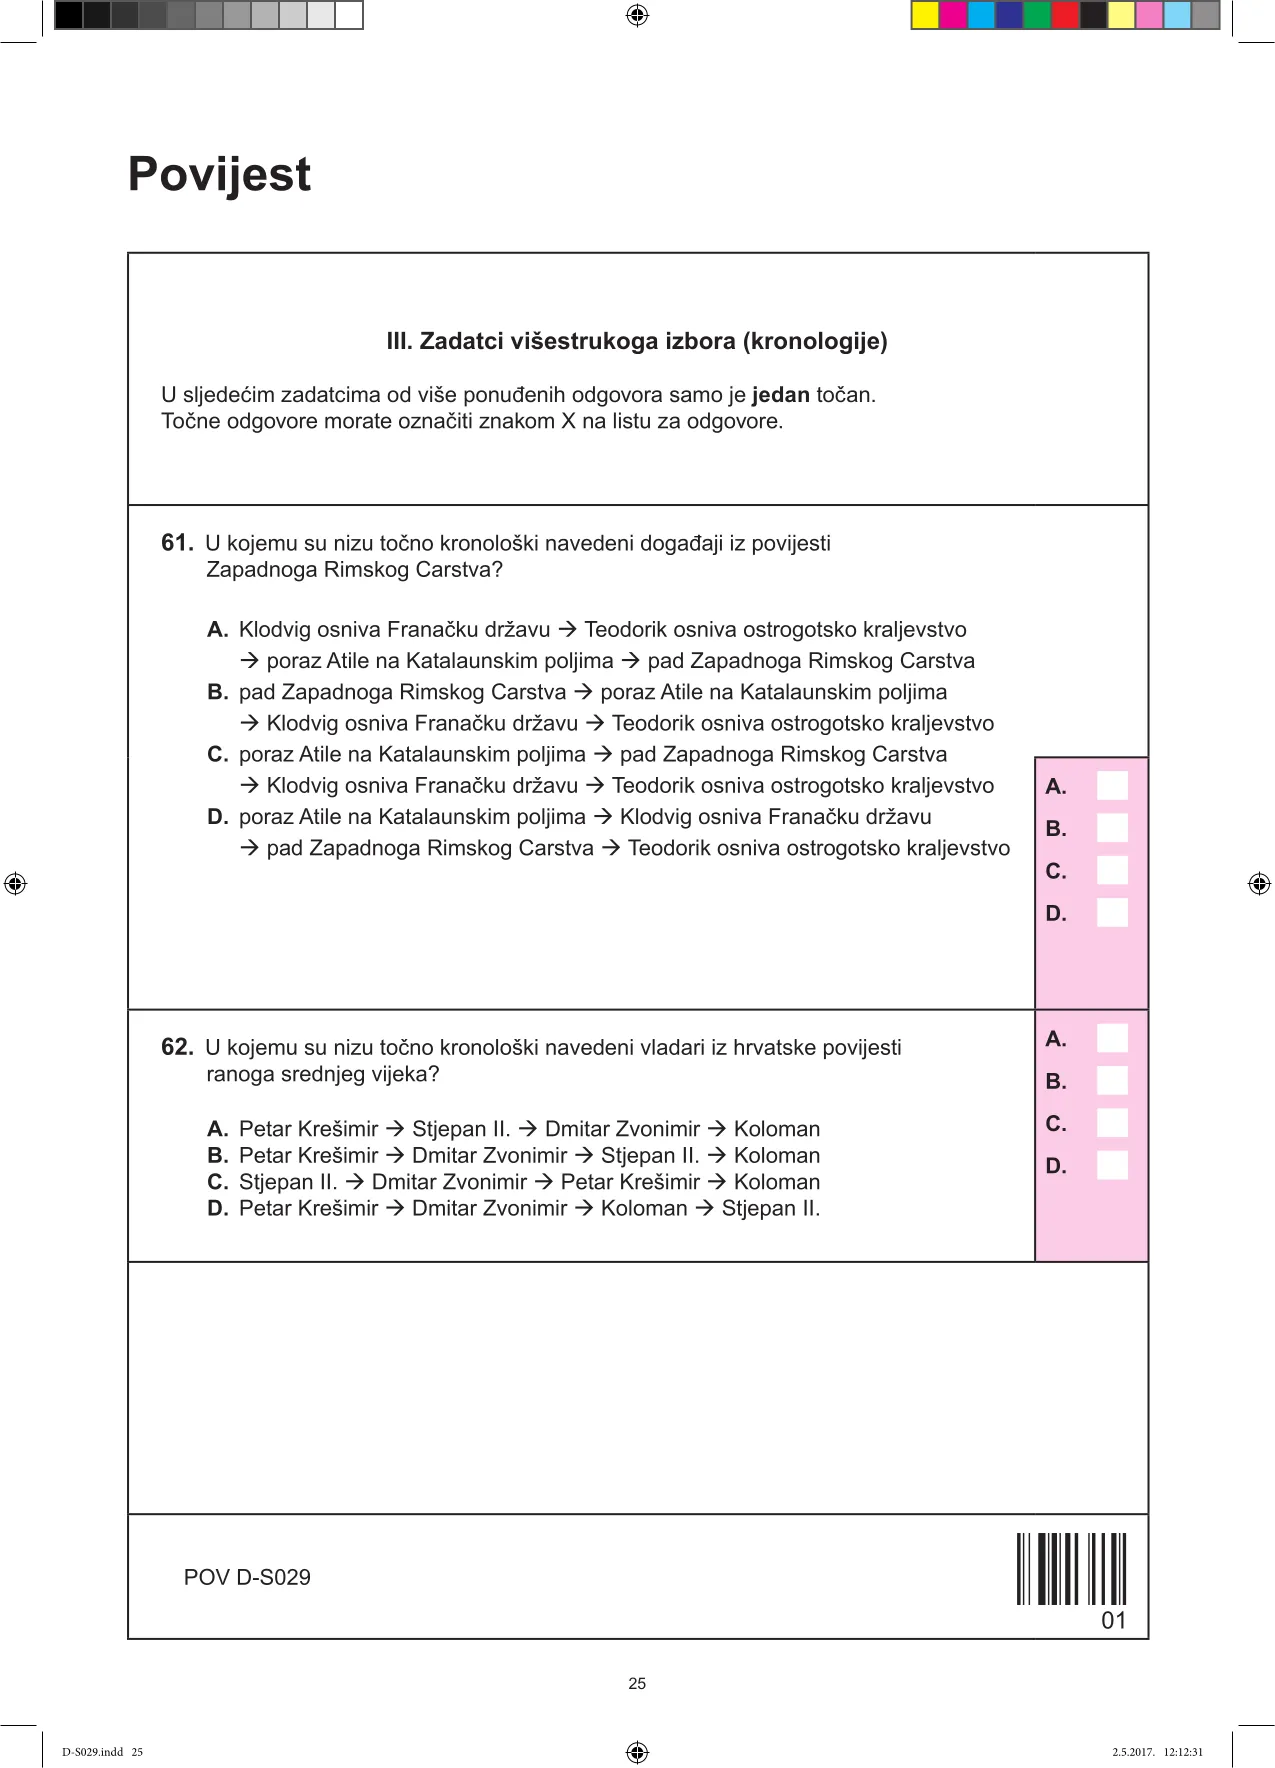 Povijest
III. Zadatci višestrukoga izbora (kronologije)
U sljedećim zadatcima od više ponuđenih odgovora samo je jedan točan.
Točne odgovore morate označiti znakom X na listu za odgovore.
61. U kojemu su nizu točno kronološki navedeni događaji iz povijesti
Zapadnoga Rimskog Carstva?
A. Klodvig osniva Franačku državu → Teodorik osniva ostrogotsko kraljevstvo
→ poraz Atile na Katalaunskim poljima → pad Zapadnoga Rimskog Carstva
B. pad Zapadnoga Rimskog Carstva → poraz Atile na Katalaunskim poljima
→ Klodvig osniva Franačku državu → Teodorik osniva ostrogotsko kraljevstvo
C. poraz Atile na Katalaunskim poljima → pad Zapadnoga Rimskog Carstva
→ Klodvig osniva Franačku državu → Teodorik osniva ostrogotsko kraljevstvo
D. poraz Atile na Katalaunskim poljima → Klodvig osniva Franačku državu
→ pad Zapadnoga Rimskog Carstva → Teodorik osniva ostrogotsko kraljevstvo
A.
B.
C.
D.
62. U kojemu su nizu točno kronološki navedeni vladari iz hrvatske povijesti
ranoga srednjeg vijeka?
A. Petar Krešimir → Stjepan II. → Dmitar Zvonimir → Koloman
B. Petar Krešimir → Dmitar Zvonimir → Stjepan II. → Koloman
C. Stjepan II. → Dmitar Zvonimir → Petar Krešimir → Koloman
D. Petar Krešimir → Dmitar Zvonimir → Koloman → Stjepan II.
A.
B.
C.
D.
POV D-S029
01
25
D-S029.indd 25
2.5.2017. 12:12:31